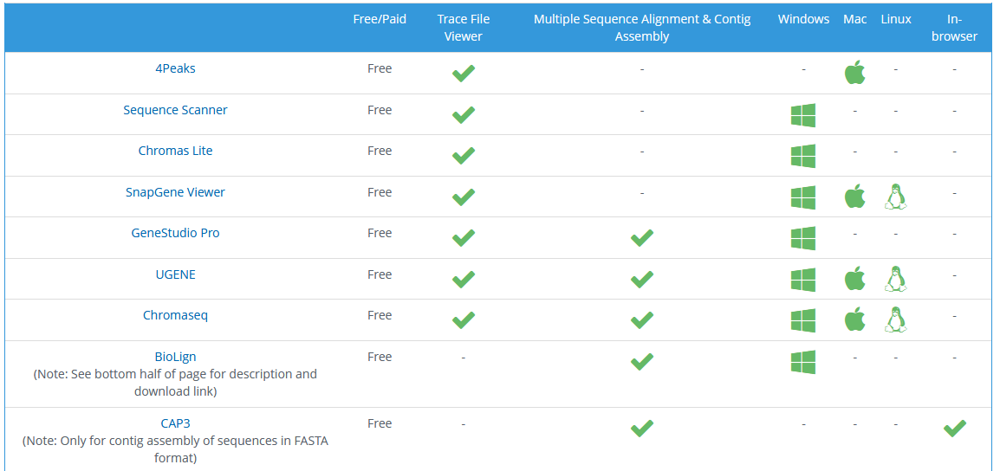 Free/Paid Trace File Viewer Multiple Sequence Alignment & Contig Assembly Windows Mac Linux In-browser
4Peaks Free - - - - -
Sequence Scanner Free - - - -
Chromas Lite Free - - - -
SnapGene Viewer Free - -
GeneStudio Pro Free - - -
UGENE Free -
Chromaseq Free -
BioLign Free - - - -
(Note: See bottom half of page for description and
download link)
CAP3 Free - - - -
(Note: Only for contig assembly of sequences in FASTA
format)